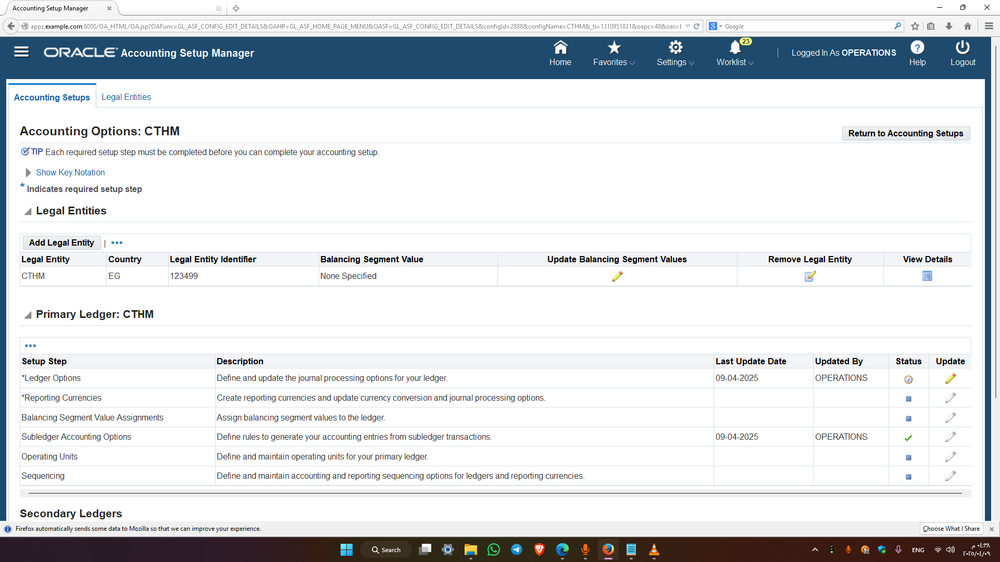 Accounting Setup Manager
apps.example.com:8000/OA_HTML/OA.jsp?OAFunc=GL_ASF_CONFIG_EDIT_DETAILS&OAHP=GL_ASF_HOME_PAGE_MENU&OASF=GL_ASF_CONFIG_EDIT_DETAILS&configId=2888&configName=CTHM&_ti=1310951831&oapc=48&oas=
8 Google
ORACLE Accounting Setup Manager
Home
Favorites
Settings
23
Worklist
Logged In As OPERATIONS
?
Help
Logout
Accounting Setups
Legal Entities
Accounting Options: CTHM
Return to Accounting Setups
TIP Each required setup step must be completed before you can complete your accounting setup.
Show Key Notation
* Indicates required setup step
Legal Entities
Add Legal Entity | •••
Legal Entity Country Legal Entity Identifier Balancing Segment Value Update Balancing Segment Values Remove Legal Entity View Details
CTHM EG 123499 None Specified
Primary Ledger: CTHM
•••
Setup Step Description Last Update Date Updated By Status Update
*Ledger Options Define and update the journal processing options for your ledger. 09-04-2025 OPERATIONS
*Reporting Currencies Create reporting currencies and update currency conversion and journal processing options.
Balancing Segment Value Assignments Assign balancing segment values to the ledger.
Subledger Accounting Options Define rules to generate your accounting entries from subledger transactions. 09-04-2025 OPERATIONS
Operating Units Define and maintain operating units for your primary ledger.
Sequencing Define and maintain accounting and reporting sequencing options for ledgers and reporting currencies.
Secondary Ledgers
Firefox automatically sends some data to Mozilla so that we can improve your experience.
Choose What I Share
Search
ENG
٠٤:٣٨ م
٢٠٢٥/٠٤/٠٩